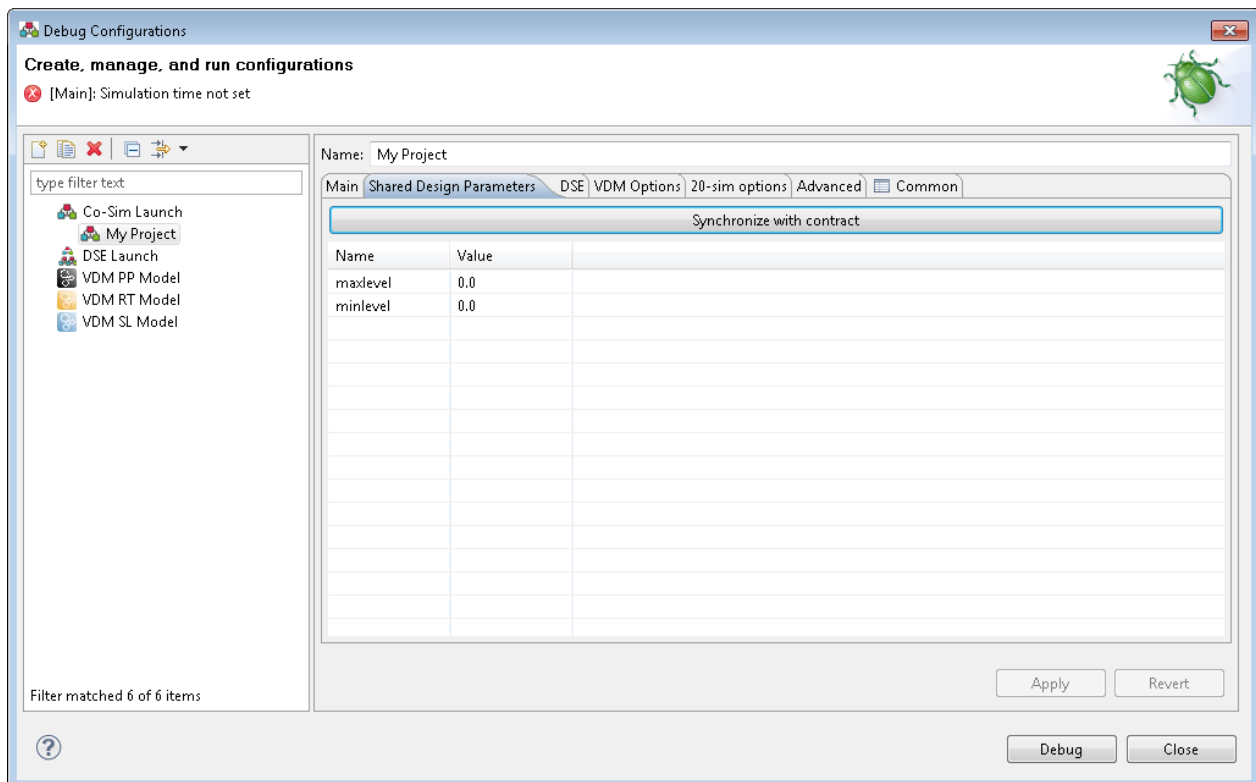 Debug Configurations
Create, manage, and run configurations
[Main]: Simulation time not set
type filter text
Co-Sim Launch
My Project
DSE Launch
VDM PP Model
VDM RT Model
VDM SL Model
Filter matched 6 of 6 items
Name: My Project
Main Shared Design Parameters DSE VDM Options 20-sim options Advanced Common
Synchronize with contract
Name Value
maxlevel 0.0
minlevel 0.0
Apply Revert
? Debug Close